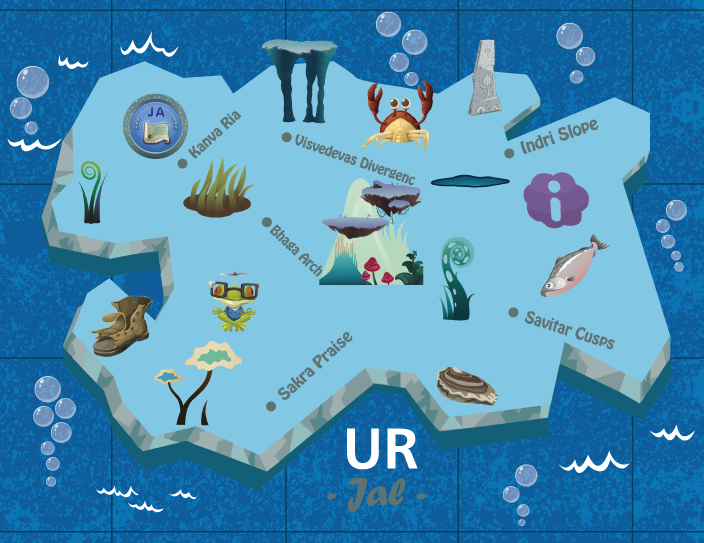 JA
Kanva Ria
Visvedevas Divergenc
Indri Slope
Bhaga Arch
Savitar Cusps
Sakra Praise
UR
- Jal -